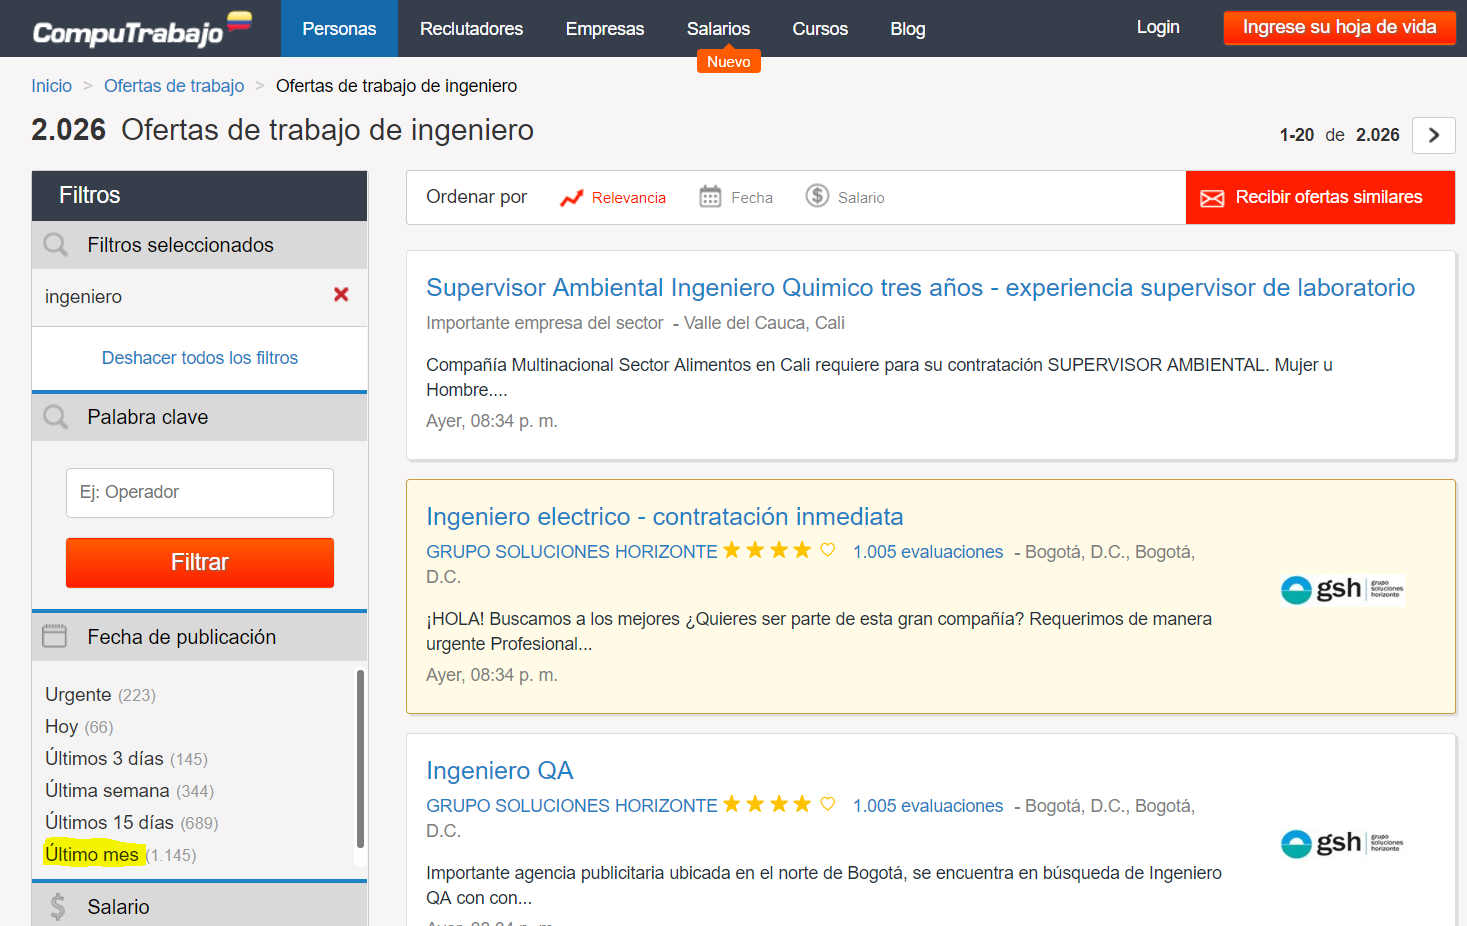 CompuTrabajo
Personas
Reclutadores
Empresas
Salarios
Nuevo
Cursos
Blog
Login
Ingrese su hoja de vida
Inicio > Ofertas de trabajo > Ofertas de trabajo de ingeniero
2.026 Ofertas de trabajo de ingeniero
1-20 de 2.026
Filtros
Filtros seleccionados
ingeniero
Deshacer todos los filtros
Palabra clave
Ej: Operador
Filtrar
Fecha de publicación
Urgente (223)
Hoy (66)
Últimos 3 días (145)
Última semana (344)
Últimos 15 días (689)
Último mes (1.145)
Salario
Ordenar por Relevancia Fecha Salario
Recibir ofertas similares
Supervisor Ambiental Ingeniero Quimico tres años - experiencia supervisor de laboratorio
Importante empresa del sector - Valle del Cauca, Cali
Compañía Multinacional Sector Alimentos en Cali requiere para su contratación SUPERVISOR AMBIENTAL. Mujer u
Hombre....
Ayer, 08:34 p. m.
Ingeniero electrico - contratación inmediata
GRUPO SOLUCIONES HORIZONTE 1.005 evaluaciones - Bogotá, D.C., Bogotá,
D.C.
¡HOLA! Buscamos a los mejores ¿Quieres ser parte de esta gran compañía? Requerimos de manera
urgente Profesional...
Ayer, 08:34 p. m.
gsh
grupo
soluciones
horizonte
Ingeniero QA
GRUPO SOLUCIONES HORIZONTE 1.005 evaluaciones - Bogotá, D.C., Bogotá,
D.C.
Importante agencia publicitaria ubicada en el norte de Bogotá, se encuentra en búsqueda de Ingeniero
QA con con...
Ayer, 08:34 p. m.
gsh
grupo
soluciones
horizonte